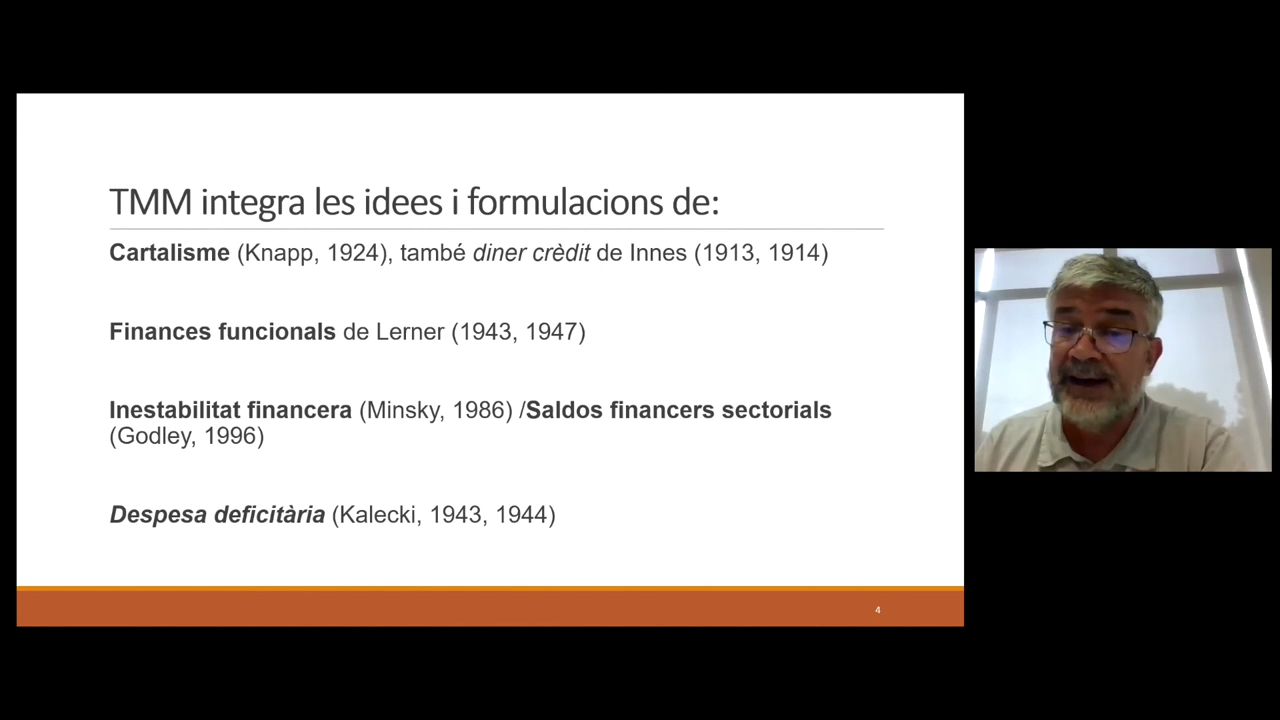 TMM integra les idees i formulacions de:
Cartalisme (Knapp, 1924), també diner crèdit de Innes (1913, 1914)
Finances funcionals de Lerner (1943, 1947)
Inestabilitat financera (Minsky, 1986) /Saldos financers sectorials
(Godley, 1996)
Despesa deficitària (Kalecki, 1943, 1944)
4